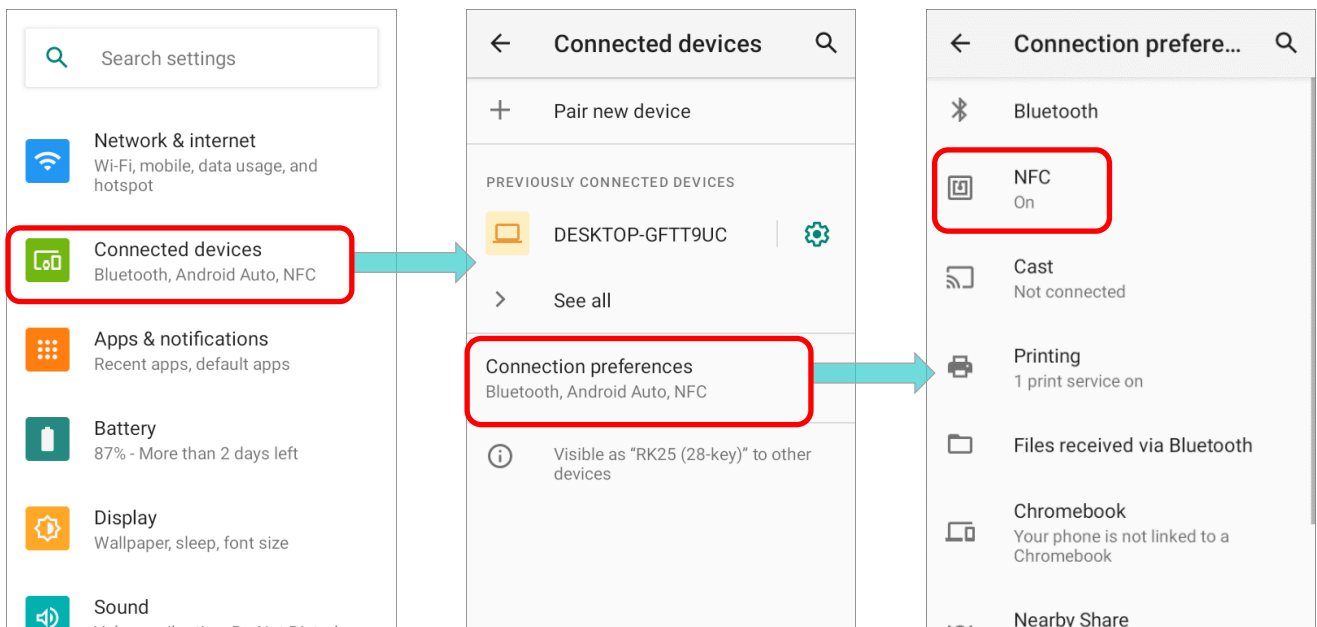 Search settings
Network & internet
Wi-Fi, mobile, data usage, and
hotspot
Connected devices
Bluetooth, Android Auto, NFC
Apps & notifications
Recent apps, default apps
Battery
87% - More than 2 days left
Display
Wallpaper, sleep, font size
Sound
Connected devices
Pair new device
PREVIOUSLY CONNECTED DEVICES
DESKTOP-GFTT9UC
See all
Connection preferences
Bluetooth, Android Auto, NFC
Visible as “RK25 (28-key)” to other
devices
Connection prefere...
Bluetooth
NFC
On
Cast
Not connected
Printing
1 print service on
Files received via Bluetooth
Chromebook
Your phone is not linked to a
Chromebook
Nearby Share